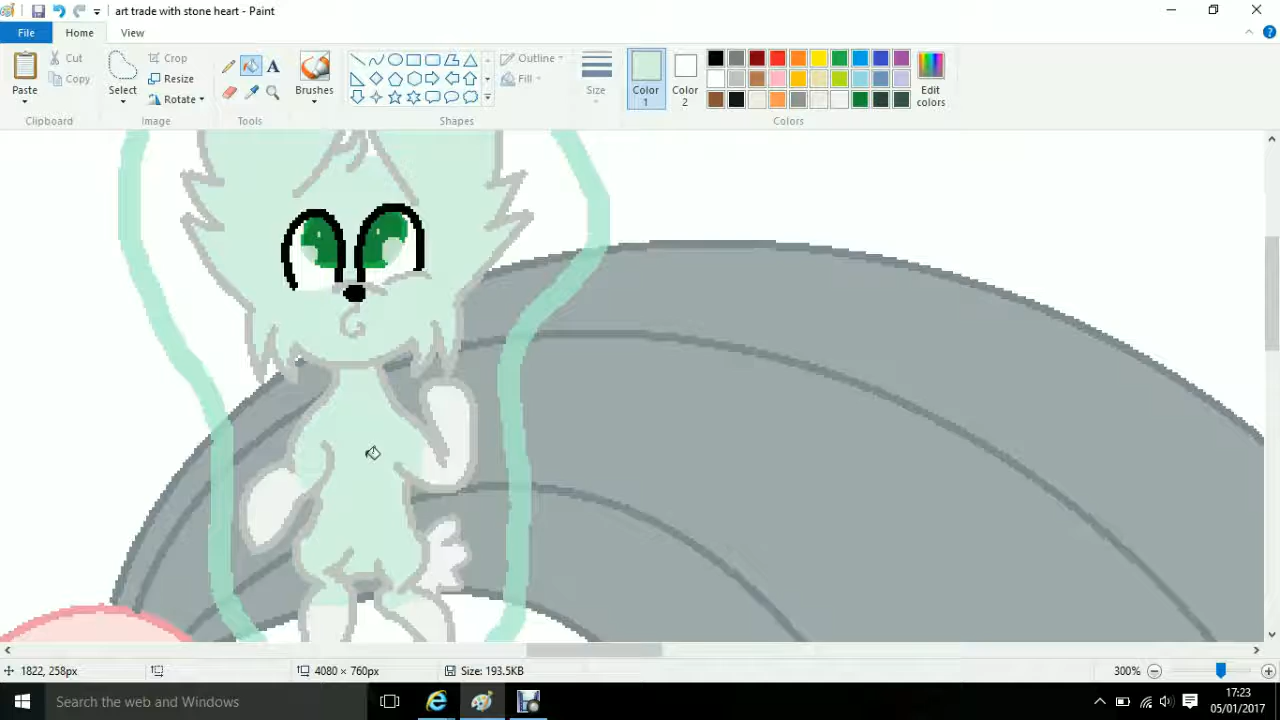 art trade with stone heart - Paint
File
Home
View
Paste
Cut
Copy
Clipboard
Select
Crop
Resize
Rotate
Image
A
Tools
Brushes
Shapes
Outline
Fill
Size
Color
1
Color
2
Edit
colors
Colors
1822, 258px
4080 × 760px
Size: 193.5KB
300%
Search the web and Windows
17:23
05/01/2017